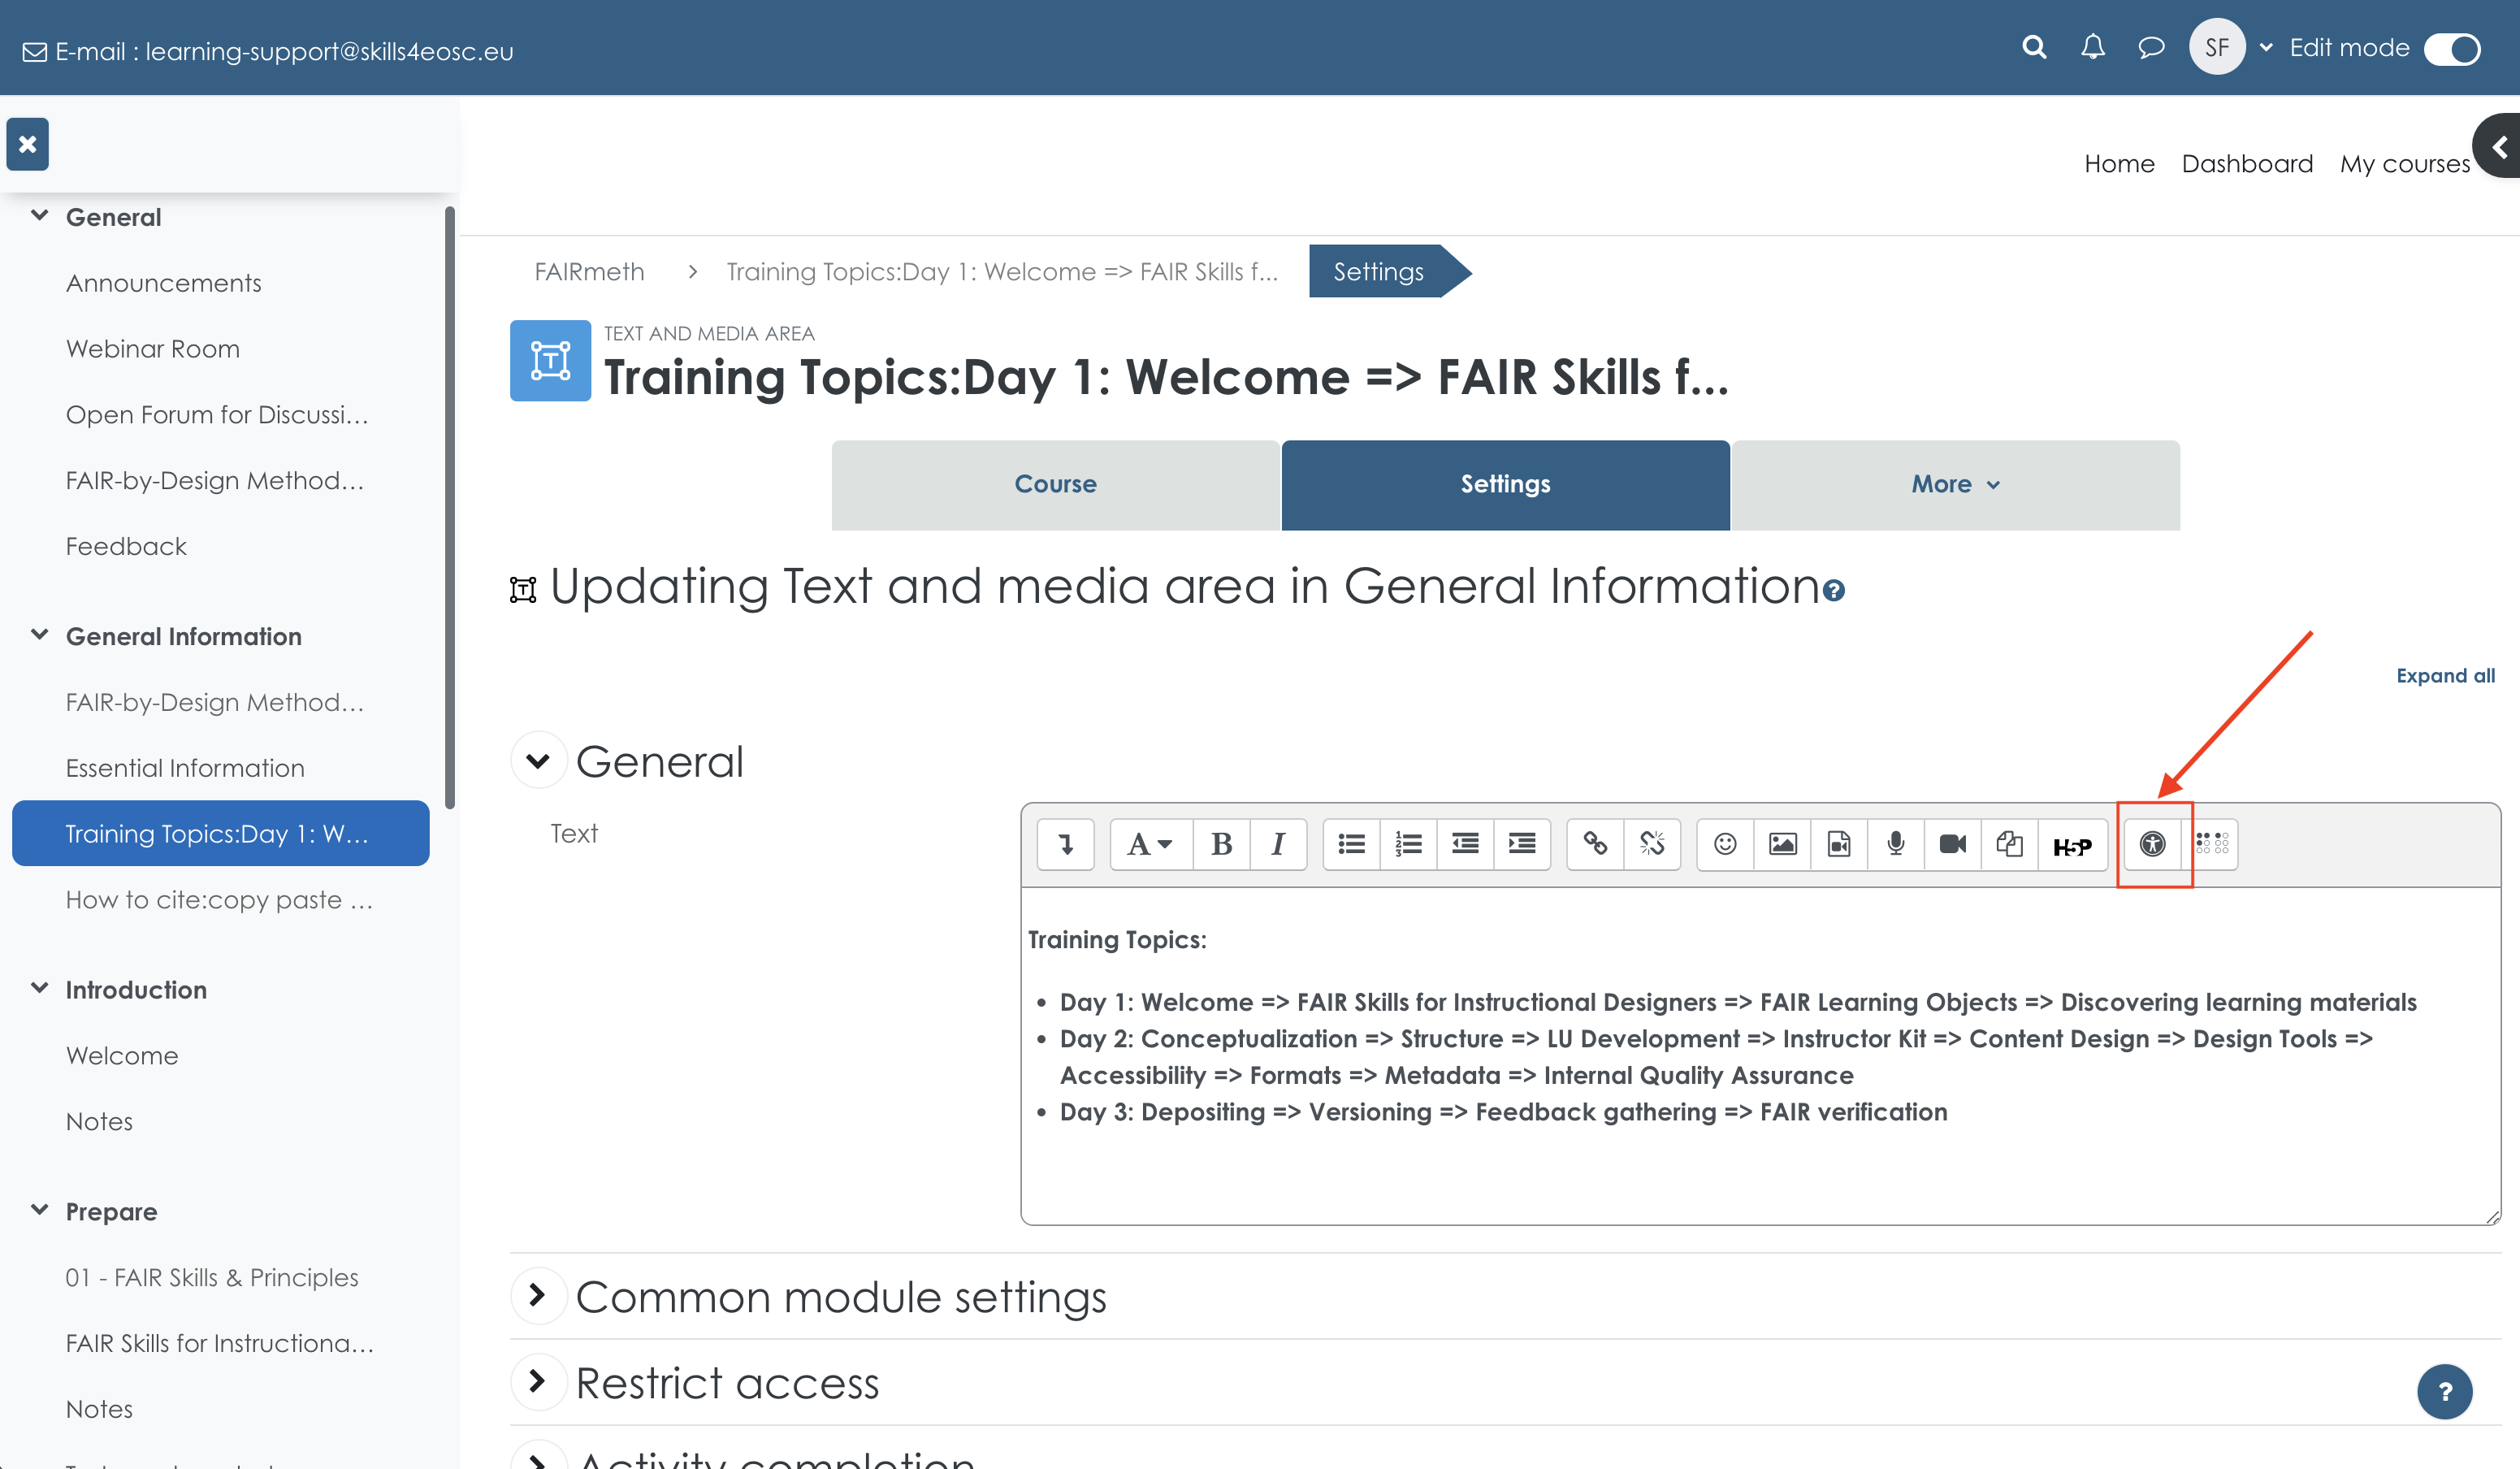 E-mail : learning-support@skills4eosc.eu
SF
Edit mode
Home Dashboard My courses
General
Announcements
Webinar Room
Open Forum for Discussi...
FAIR-by-Design Method...
Feedback
General Information
FAIR-by-Design Method...
Essential Information
Training Topics:Day 1: W...
How to cite:copy paste ...
Introduction
Welcome
Notes
Prepare
01 - FAIR Skills & Principles
FAIR Skills for Instructiona...
Notes
FAIRmeth > Training Topics:Day 1: Welcome => FAIR Skills f... Settings
TEXT AND MEDIA AREA
Training Topics:Day 1: Welcome => FAIR Skills f...
Course Settings More
Updating Text and media area in General Information
Expand all
General
Text
A B I H5P
Training Topics:
• Day 1: Welcome => FAIR Skills for Instructional Designers => FAIR Learning Objects => Discovering learning materials
• Day 2: Conceptualization => Structure => LU Development => Instructor Kit => Content Design => Design Tools =>
Accessibility => Formats => Metadata => Internal Quality Assurance
• Day 3: Depositing => Versioning => Feedback gathering => FAIR verification
Common module settings
Restrict access
?
Activity completion